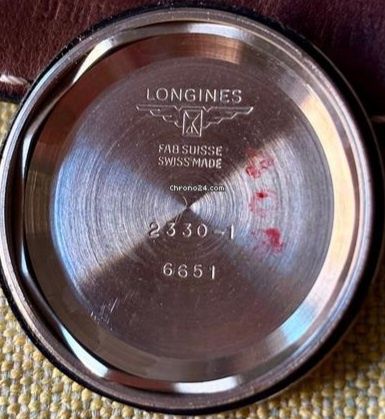 LONGINES
FAB SUISSE
SWISS MADE
Chrono24.com
2330-1
6651